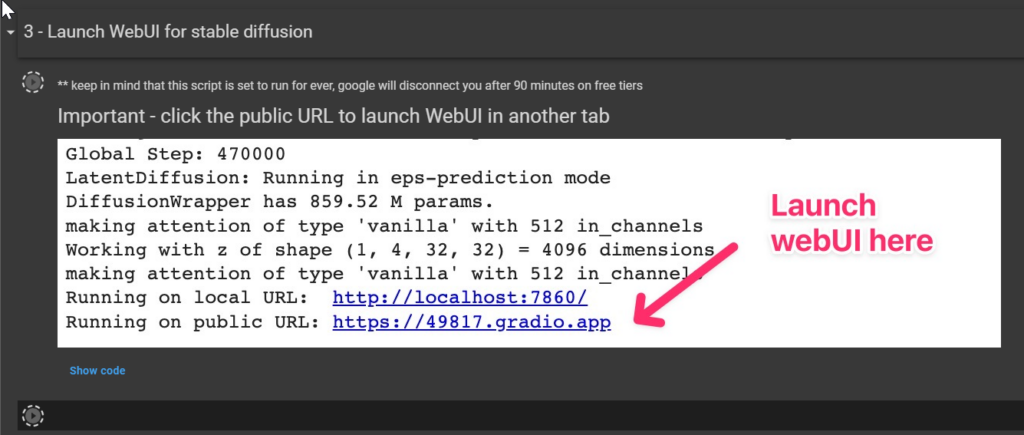 3 - Launch WebUI for stable diffusion
** keep in mind that this script is set to run for ever, google will disconnect you after 90 minutes on free tiers
Important - click the public URL to launch WebUI in another tab
Global Step: 470000
LatentDiffusion: Running in eps-prediction mode
DiffusionWrapper has 859.52 M params.
making attention of type 'vanilla' with 512 in_channels
Working with z of shape (1, 4, 32, 32) = 4096 dimensions
making attention of type 'vanilla' with 512 in_channels
Running on local URL: http://localhost:7860/
Running on public URL: https://49817.gradio.app
Launch
webUI here
Show code